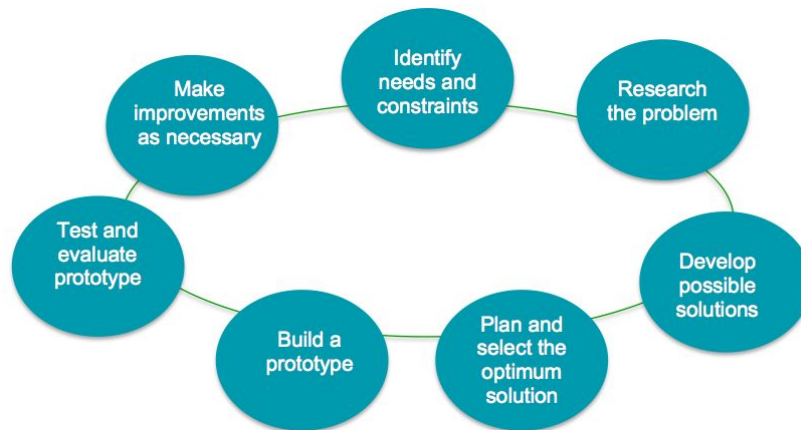 Identify
needs and
constraints
Research
the problem
Develop
possible
solutions
Plan and
select the
optimum
solution
Build a
prototype
Test and
evaluate
prototype
Make
improvements
as necessary